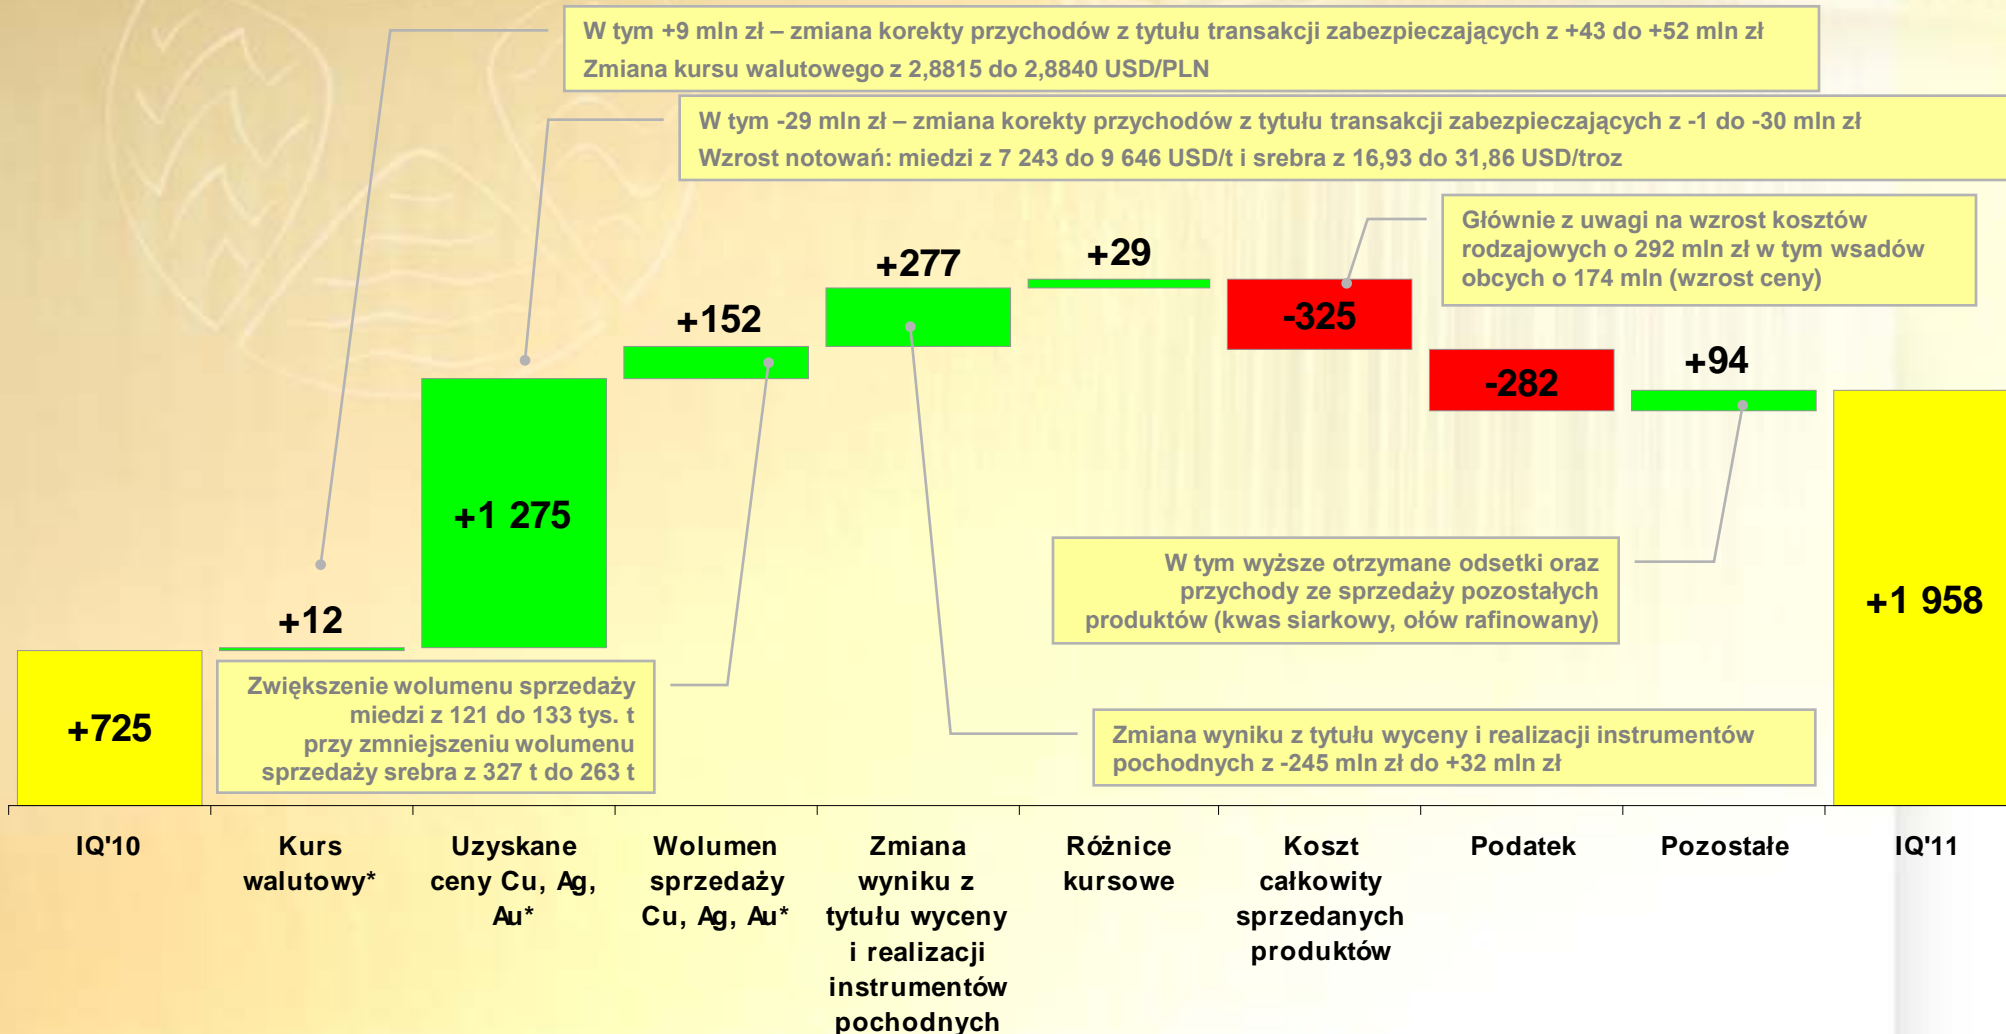 W tym +9 mln zł – zmiana korekty przychodów z tytułu transakcji zabezpieczających z +43 do +52 mln zł
Zmiana kursu walutowego z 2,8815 do 2,8840 USD/PLN
W tym -29 mln zł – zmiana korekty przychodów z tytułu transakcji zabezpieczających z -1 do -30 mln zł
Wzrost notowań: miedzi z 7 243 do 9 646 USD/t i srebra z 16,93 do 31,86 USD/troz
Głównie z uwagi na wzrost kosztów
rodzajowych o 292 mln zł w tym wsadów
obcych o 174 mln (wzrost ceny)
+725
+12
+1 275
+152
+277
+29
-325
-282
+94
+1 958
W tym wyższe otrzymane odsetki oraz
przychody ze sprzedaży pozostałych
produktów (kwas siarkowy, ołów rafinowany)
Zwiększenie wolumenu sprzedaży
miedzi z 121 do 133 tys. t
przy zmniejszeniu wolumenu
sprzedaży srebra z 327 t do 263 t
Zmiana wyniku z tytułu wyceny i realizacji instrumentów
pochodnych z -245 mln zł do +32 mln zł
IQ'10
Kurs
walutowy*
Uzyskane
ceny Cu, Ag,
Au*
Wolumen
sprzedaży
Cu, Ag, Au*
Zmiana
wyniku z
tytułu wyceny
i realizacji
instrumentów
pochodnych
Różnice
kursowe
Koszt
całkowity
sprzedanych
produktów
Podatek
Pozostałe
IQ'11